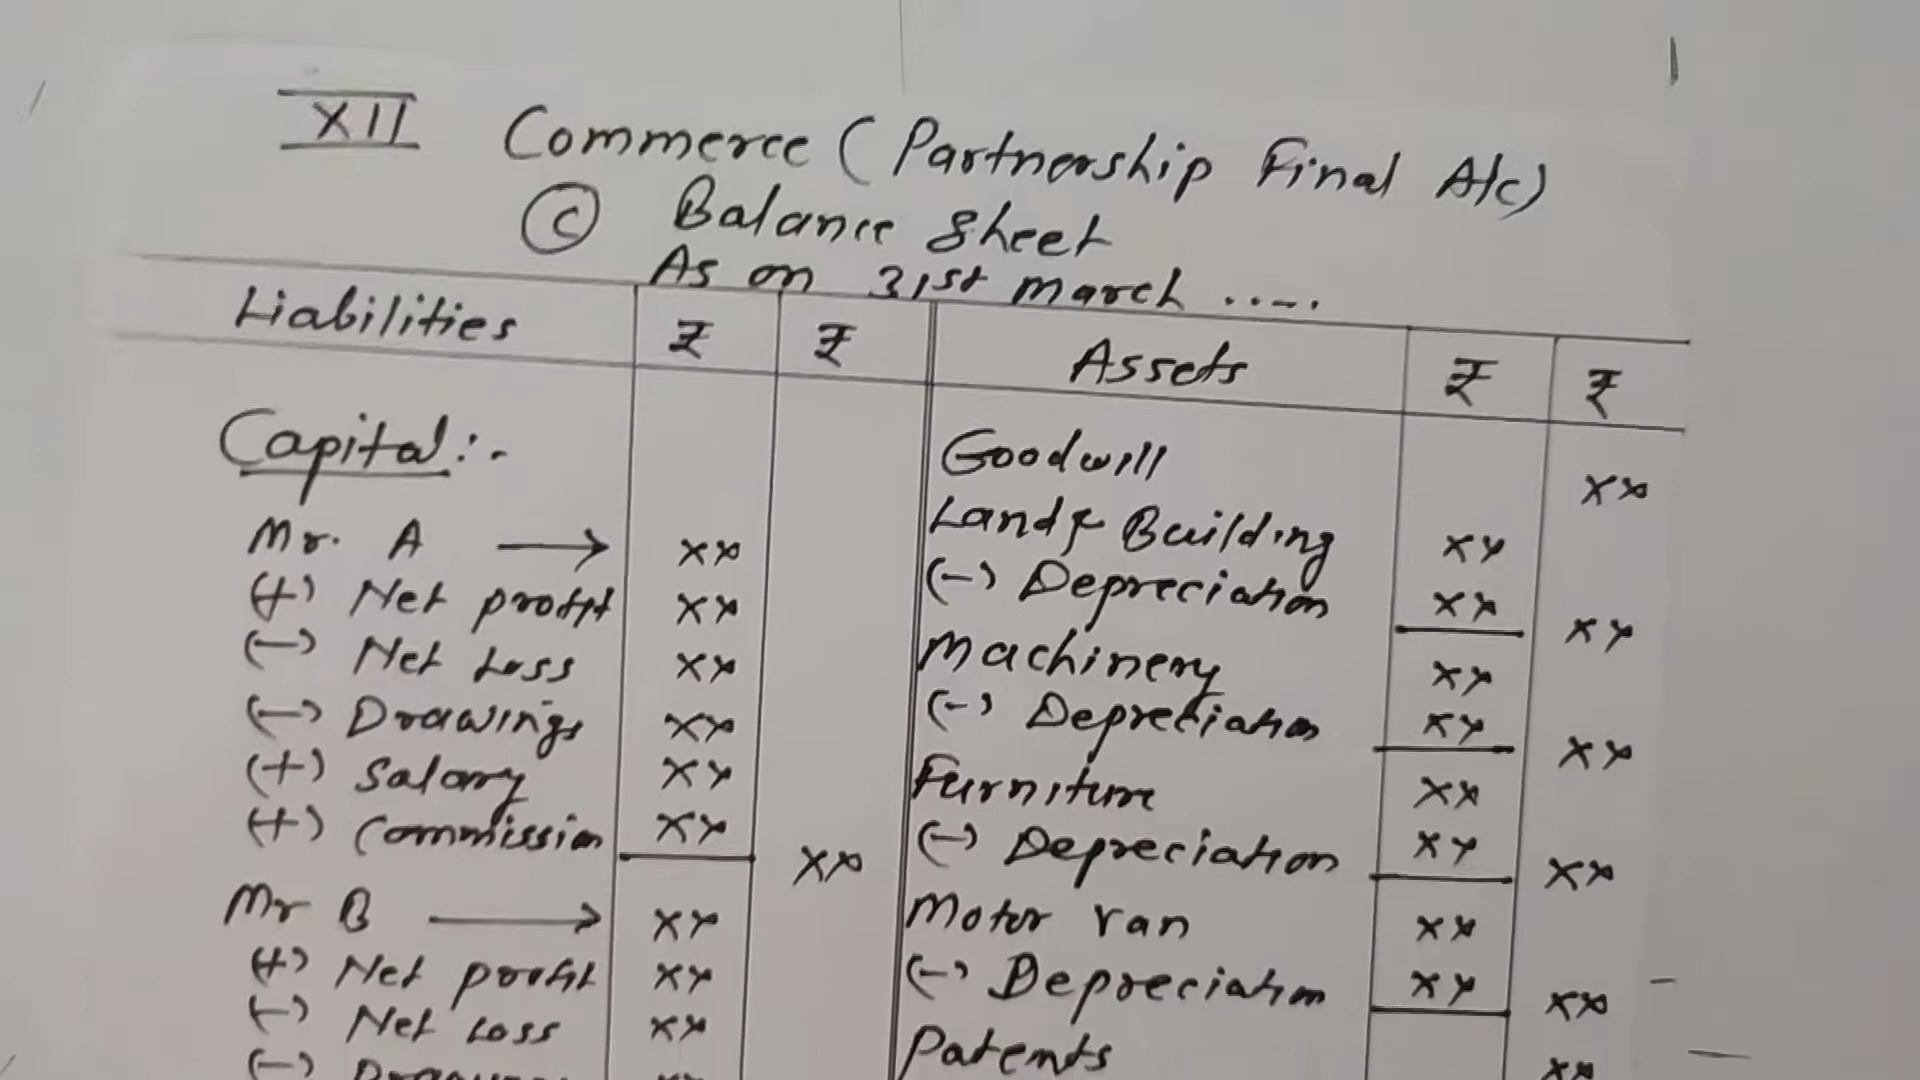 XII Commerce (Partnership Final A/c)
(C) Balance Sheet
As on 31st March .....
Liabilities ₹ ₹ Assets ₹ ₹
Capital:-
Goodwill xx
Mr. A → xx Land & Building xx
(+) Net profit xx (-) Depreciation xx xx
(-) Net Loss xx Machinery xx
(-) Drawings xx (-) Depreciation xx xx
(+) Salary xx Furniture xx
(+) Commission xx xx (-) Depreciation xx xx
Mr B → xx Motor van xx
(+) Net profit xx (-) Depreciation xx xx
(-) Net Loss xx Patents xx
(-)